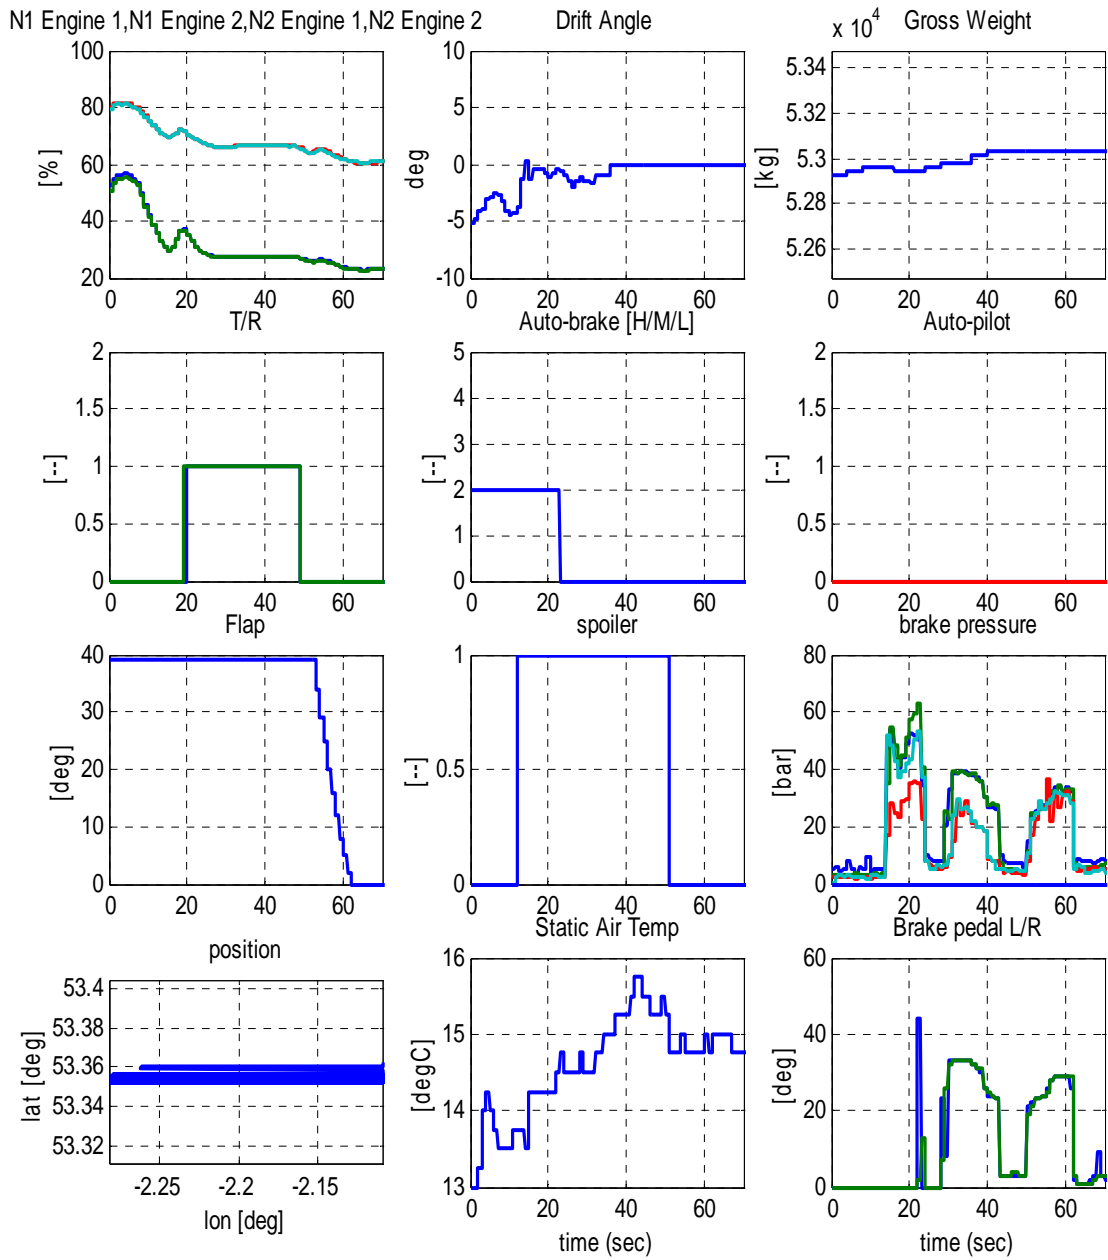 N1 Engine 1,N1 Engine 2,N2 Engine 1,N2 Engine 2
Drift Angle
x 10^4
Gross Weight
100
80
60
40
20
[%]
0 20 40 60
10
5
0
-5
-10
deg
0 20 40 60
5.34
5.32
5.3
5.28
5.26
[kg]
0 20 40 60
T/R
Auto-brake [H/M/L]
Auto-pilot
2
1.5
1
0.5
0
[--]
0 20 40 60
5
4
3
2
1
0
[--]
0 20 40 60
2
1.5
1
0.5
0
[--]
0 20 40 60
Flap
spoiler
brake pressure
40
30
20
10
0
[deg]
0 20 40 60
1
0.5
0
[--]
0 20 40 60
80
60
40
20
0
[bar]
0 20 40 60
position
Static Air Temp
Brake pedal L/R
53.4
53.38
53.36
53.34
53.32
lat [deg]
-2.25 -2.2 -2.15
lon [deg]
16
15
14
13
[degC]
0 20 40 60
time (sec)
60
40
20
0
[deg]
0 20 40 60
time (sec)